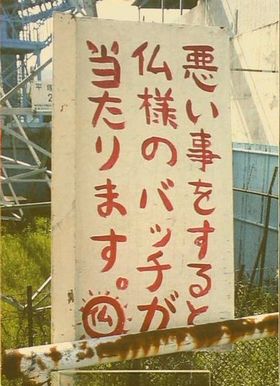 悪い事をすると
仏様のバッチが
当たります。
仏